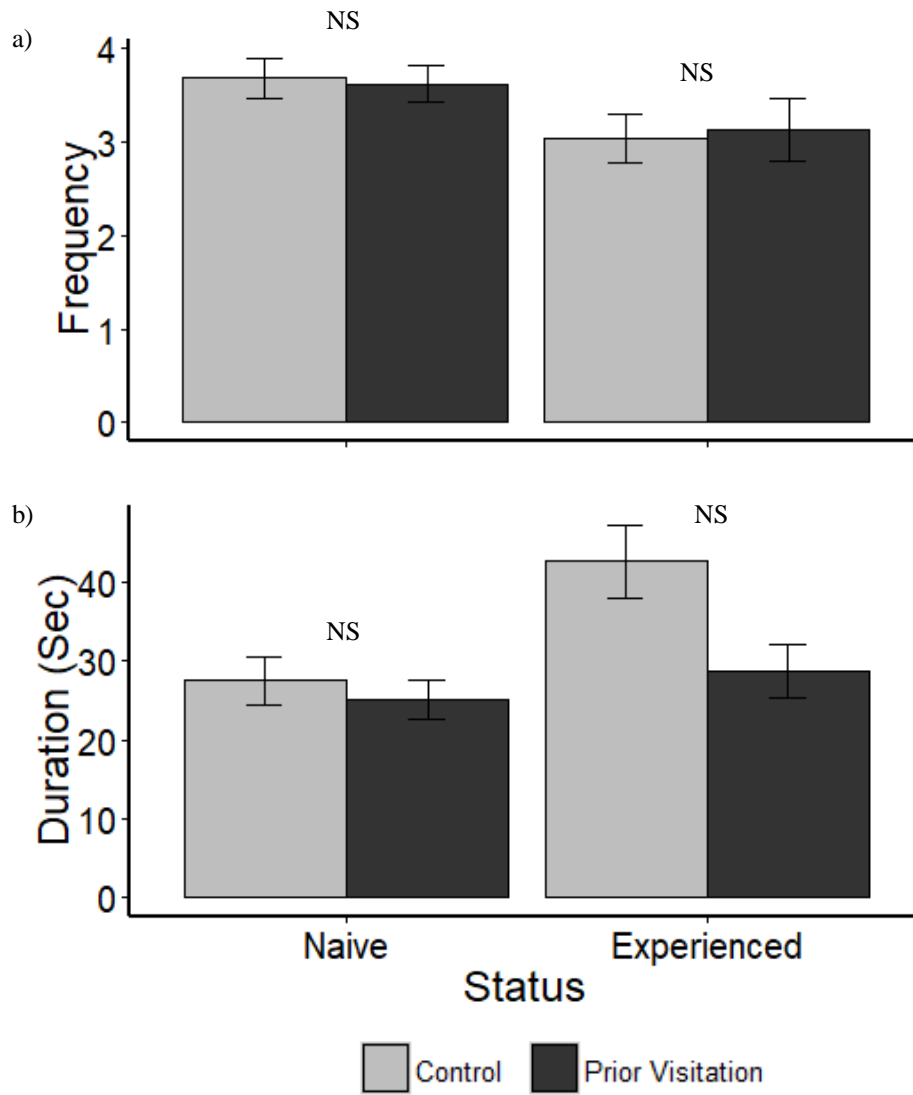 a)
NS
NS
4
3
2
1
0
Frequency
b)
NS
NS
40
30
20
10
0
Duration (Sec)
Naive Experienced
Status
Control Prior Visitation